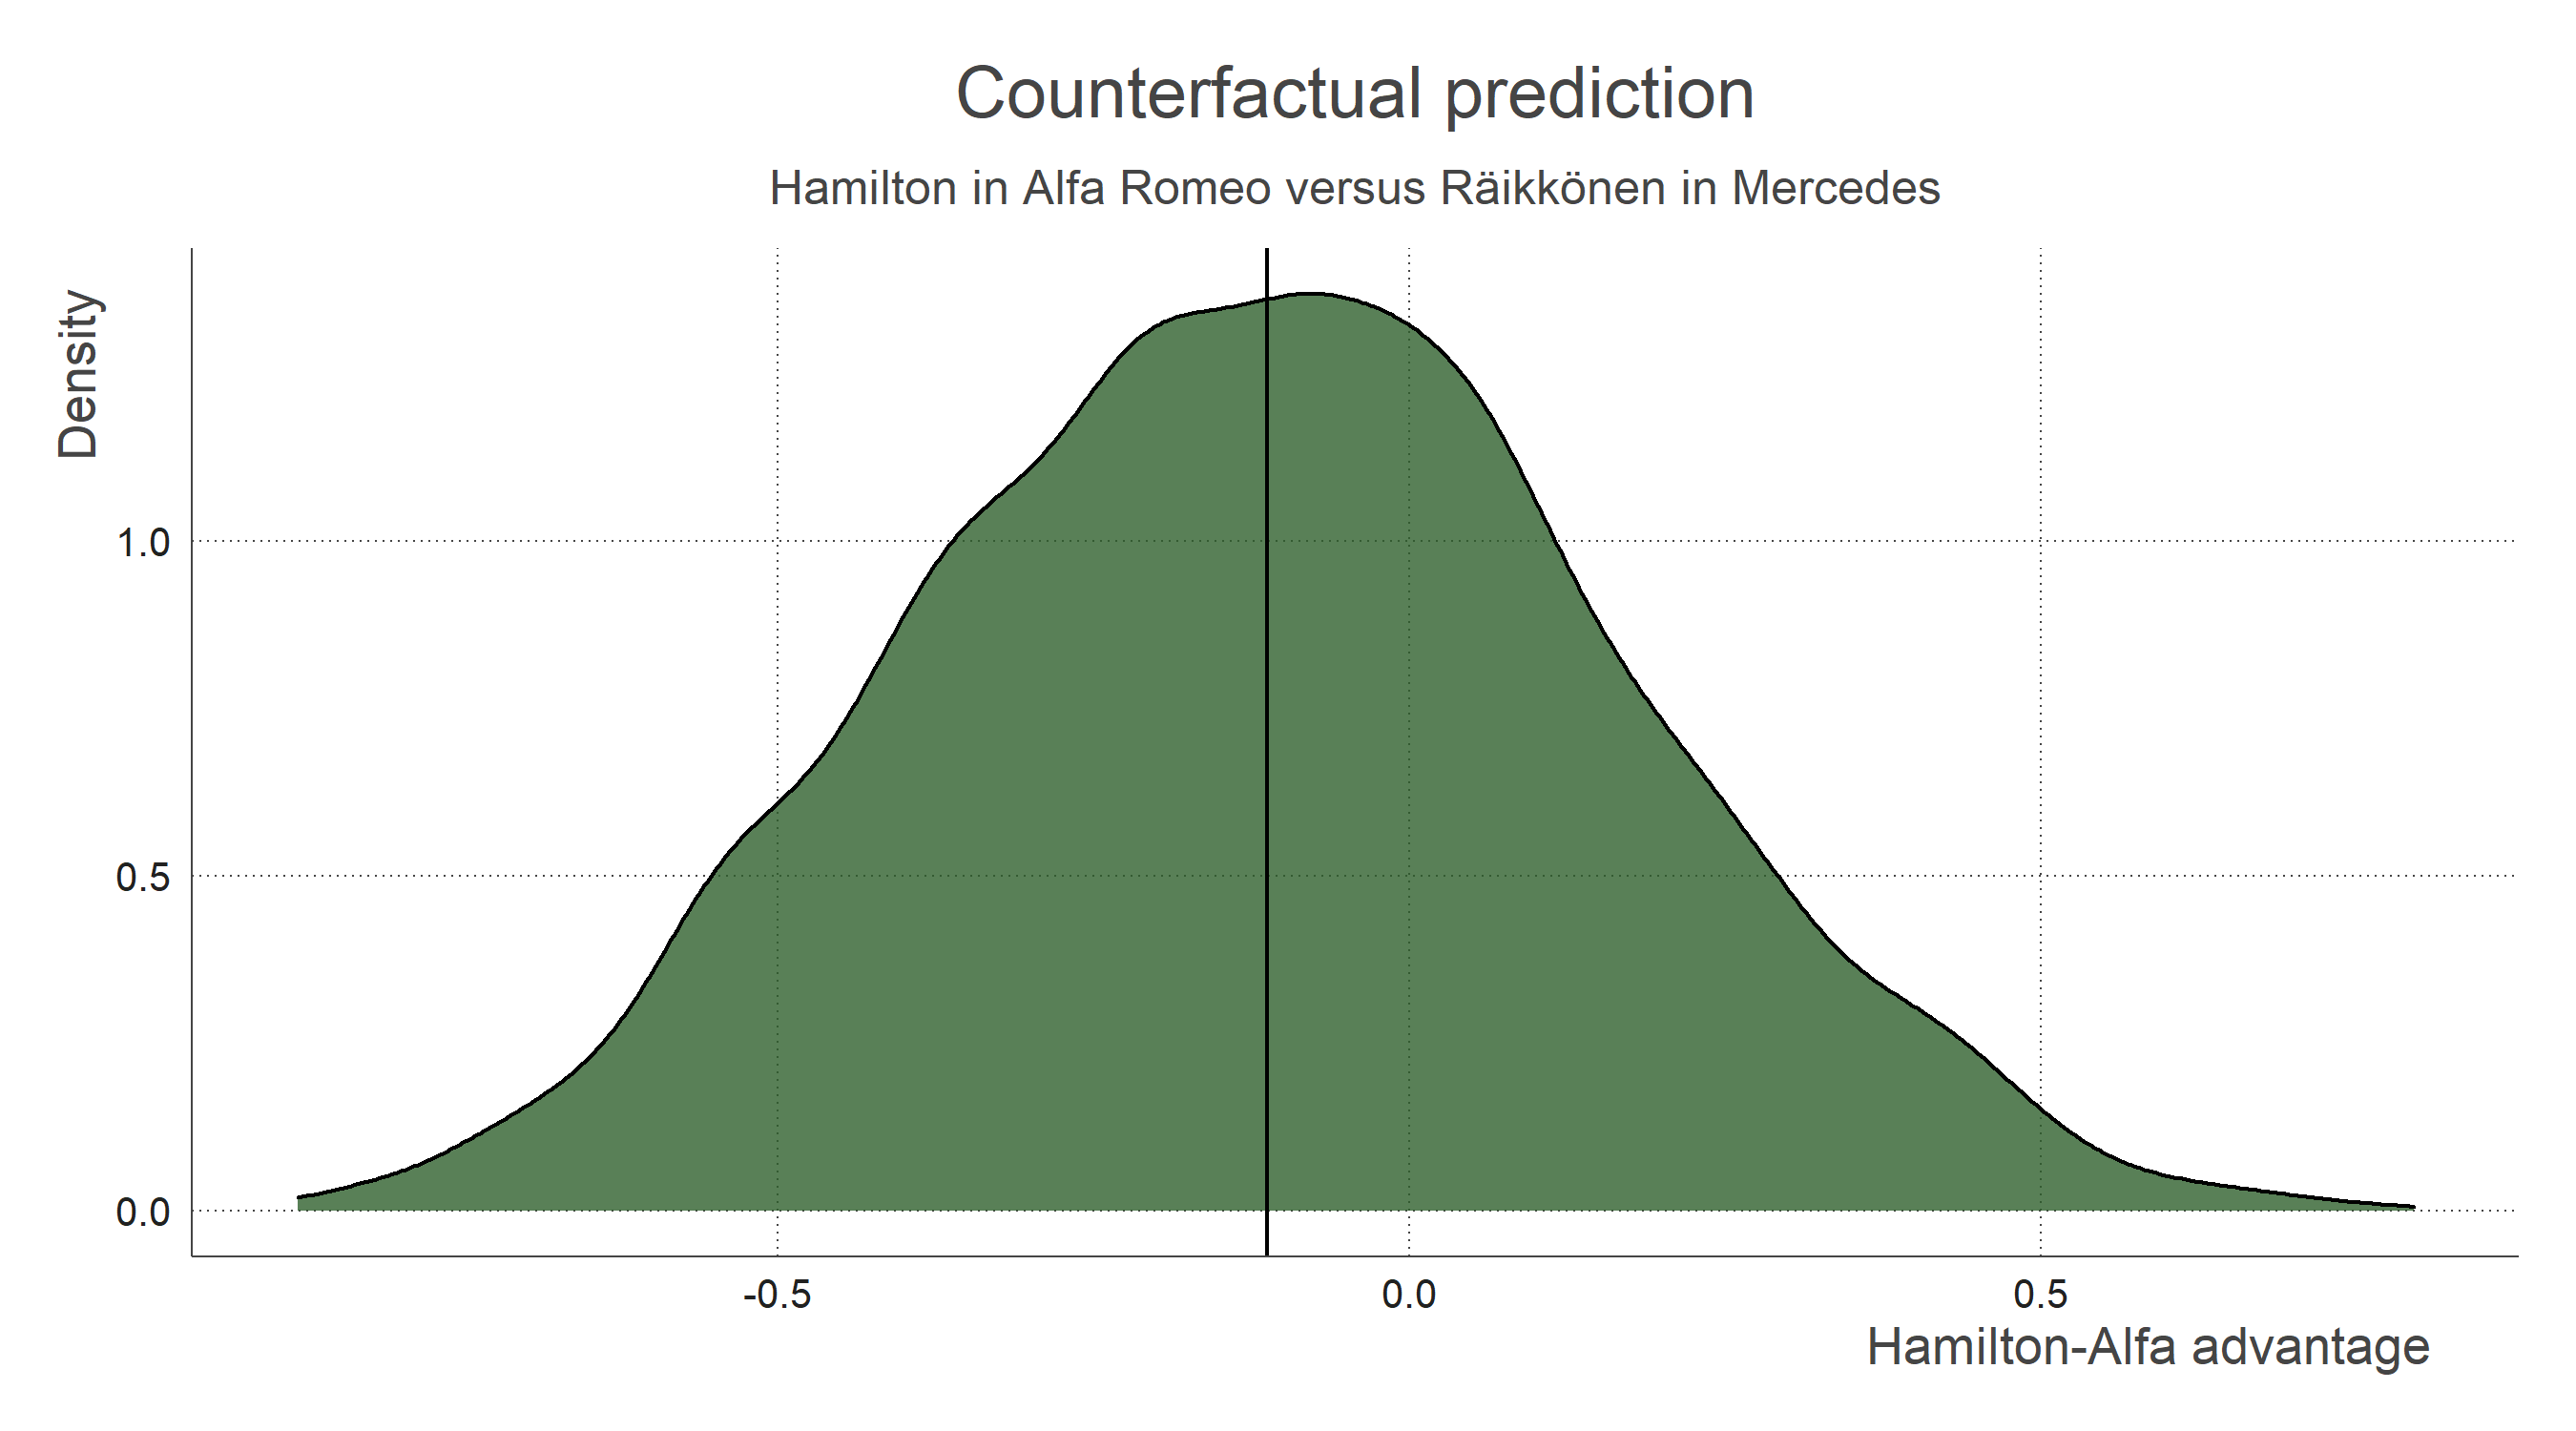 Counterfactual prediction
Hamilton in Alfa Romeo versus Räikkönen in Mercedes
Density
1.0
0.5
0.0
-0.5
0.0
0.5
Hamilton-Alfa advantage